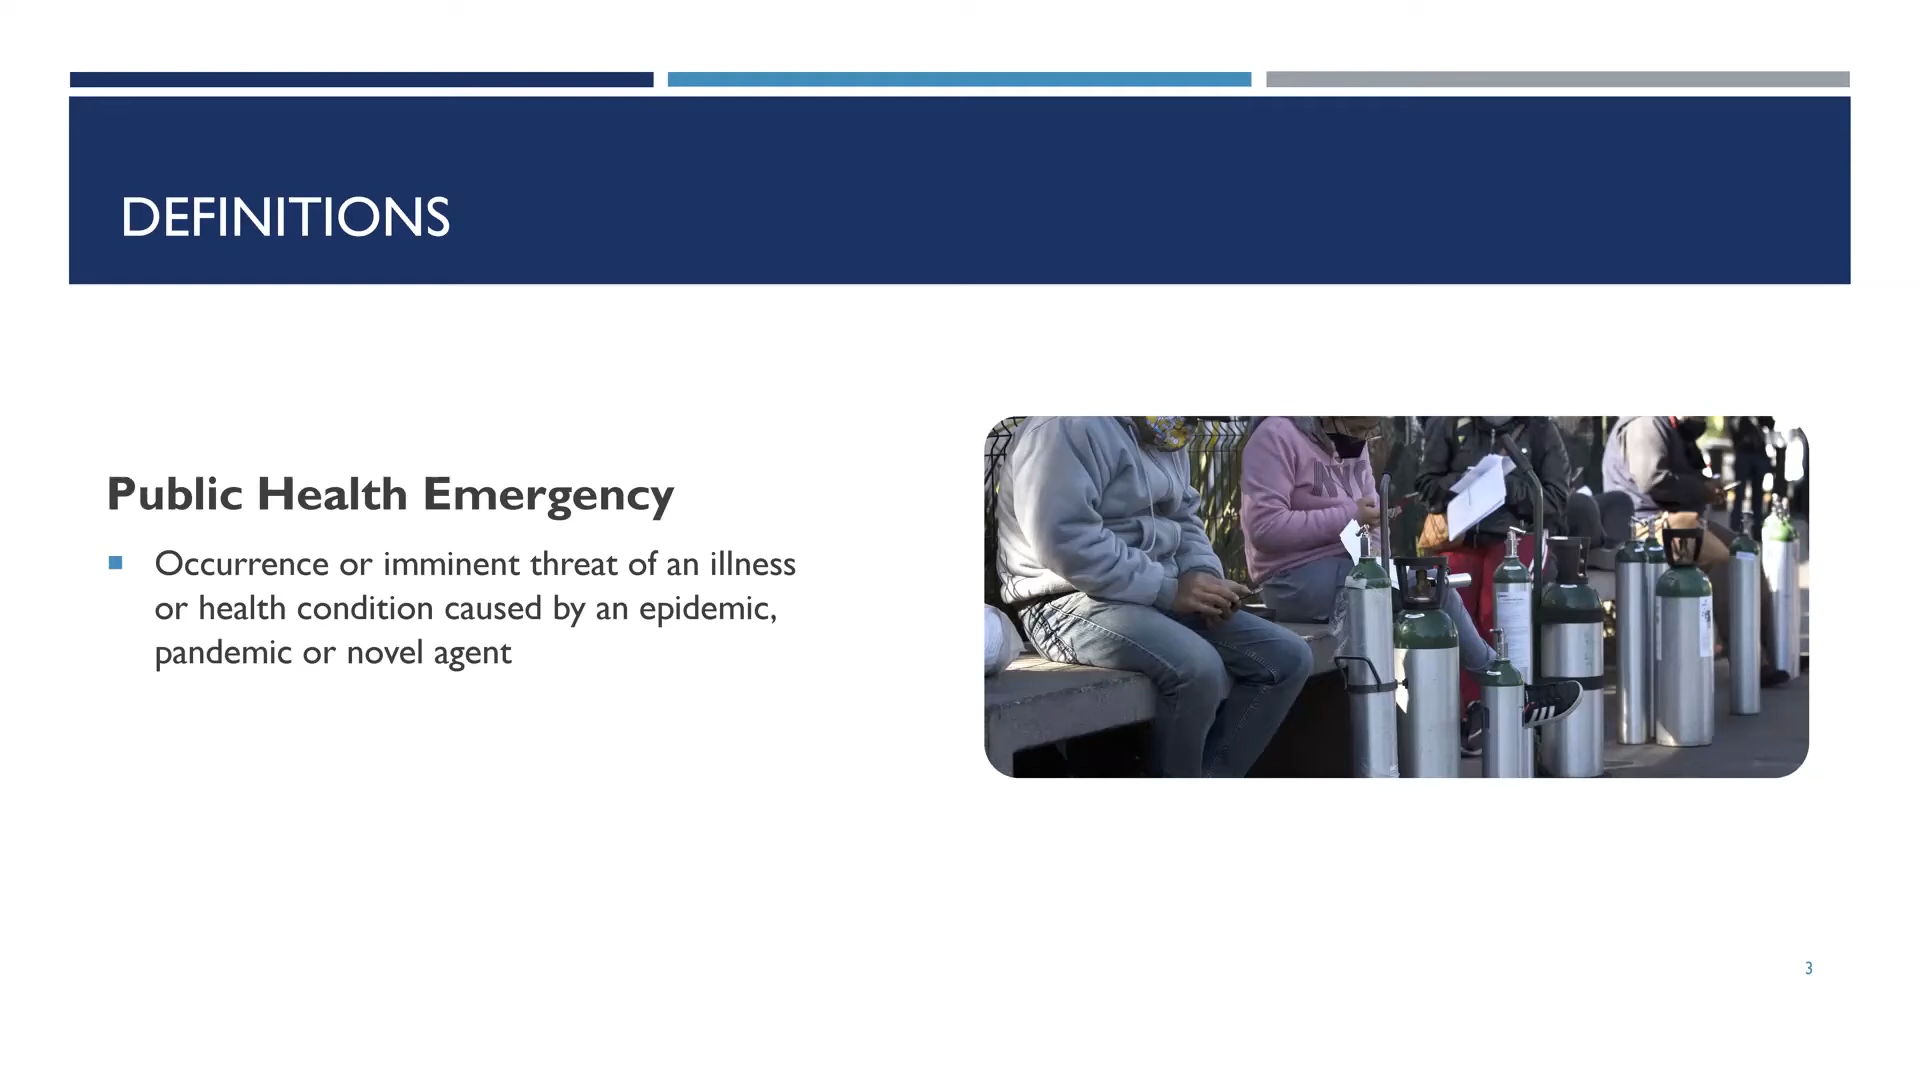 DEFINITIONS
Public Health Emergency
Occurrence or imminent threat of an illness
or health condition caused by an epidemic,
pandemic or novel agent
NYC
3